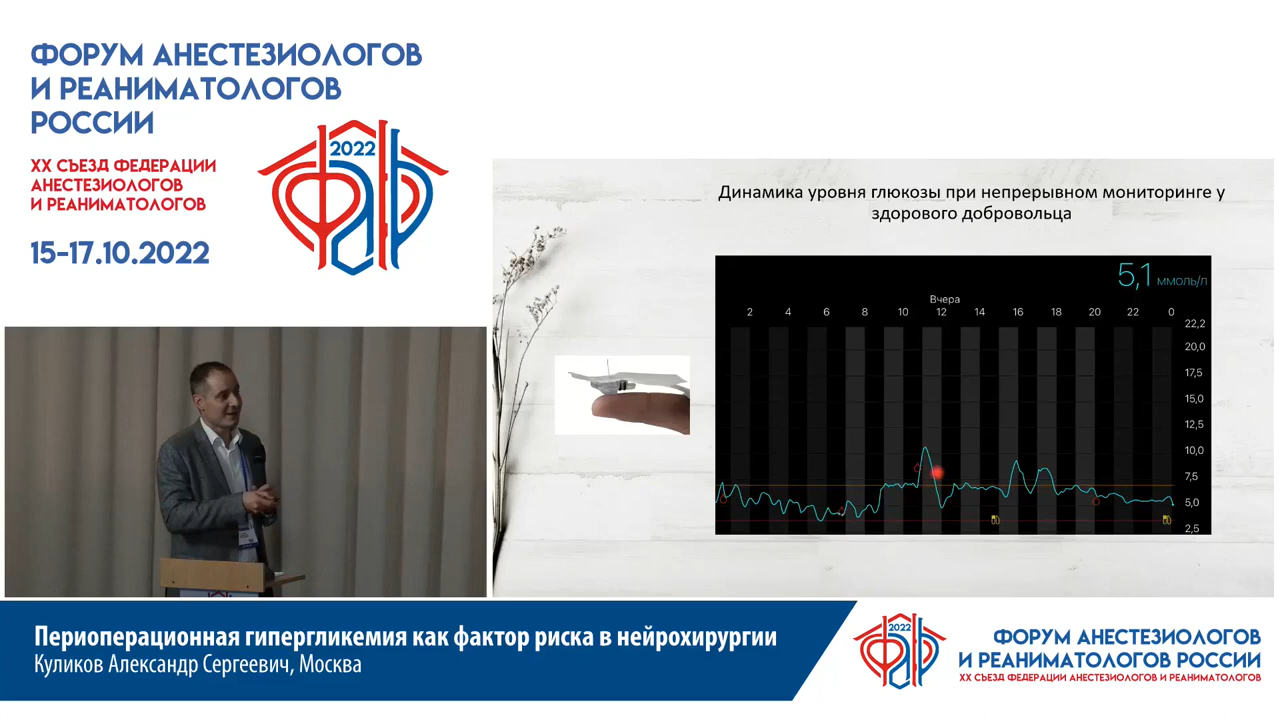 ФОРУМ АНЕСТЕЗИОЛОГОВ
И РЕАНИМАТОЛОГОВ
РОССИИ
XX СЪЕЗД ФЕДЕРАЦИИ
АНЕСТЕЗИОЛОГОВ
И РЕАНИМАТОЛОГОВ
15-17.10.2022
2022
ФАР
Динамика уровня глюкозы при непрерывном мониторинге у
здорового добровольца
5,1 ммоль/л
Вчера
2 4 6 8 10 12 14 16 18 20 22 0
22,2
20,0
17,5
15,0
12,5
10,0
7,5
5,0
2,5
Периоперационная гипергликемия как фактор риска в нейрохирургии
Куликов Александр Сергеевич, Москва
2022
ФАР
ФОРУМ АНЕСТЕЗИОЛОГОВ
И РЕАНИМАТОЛОГОВ РОССИИ
XX СЪЕЗД ФЕДЕРАЦИИ АНЕСТЕЗИОЛОГОВ И РЕАНИМАТОЛОГОВ